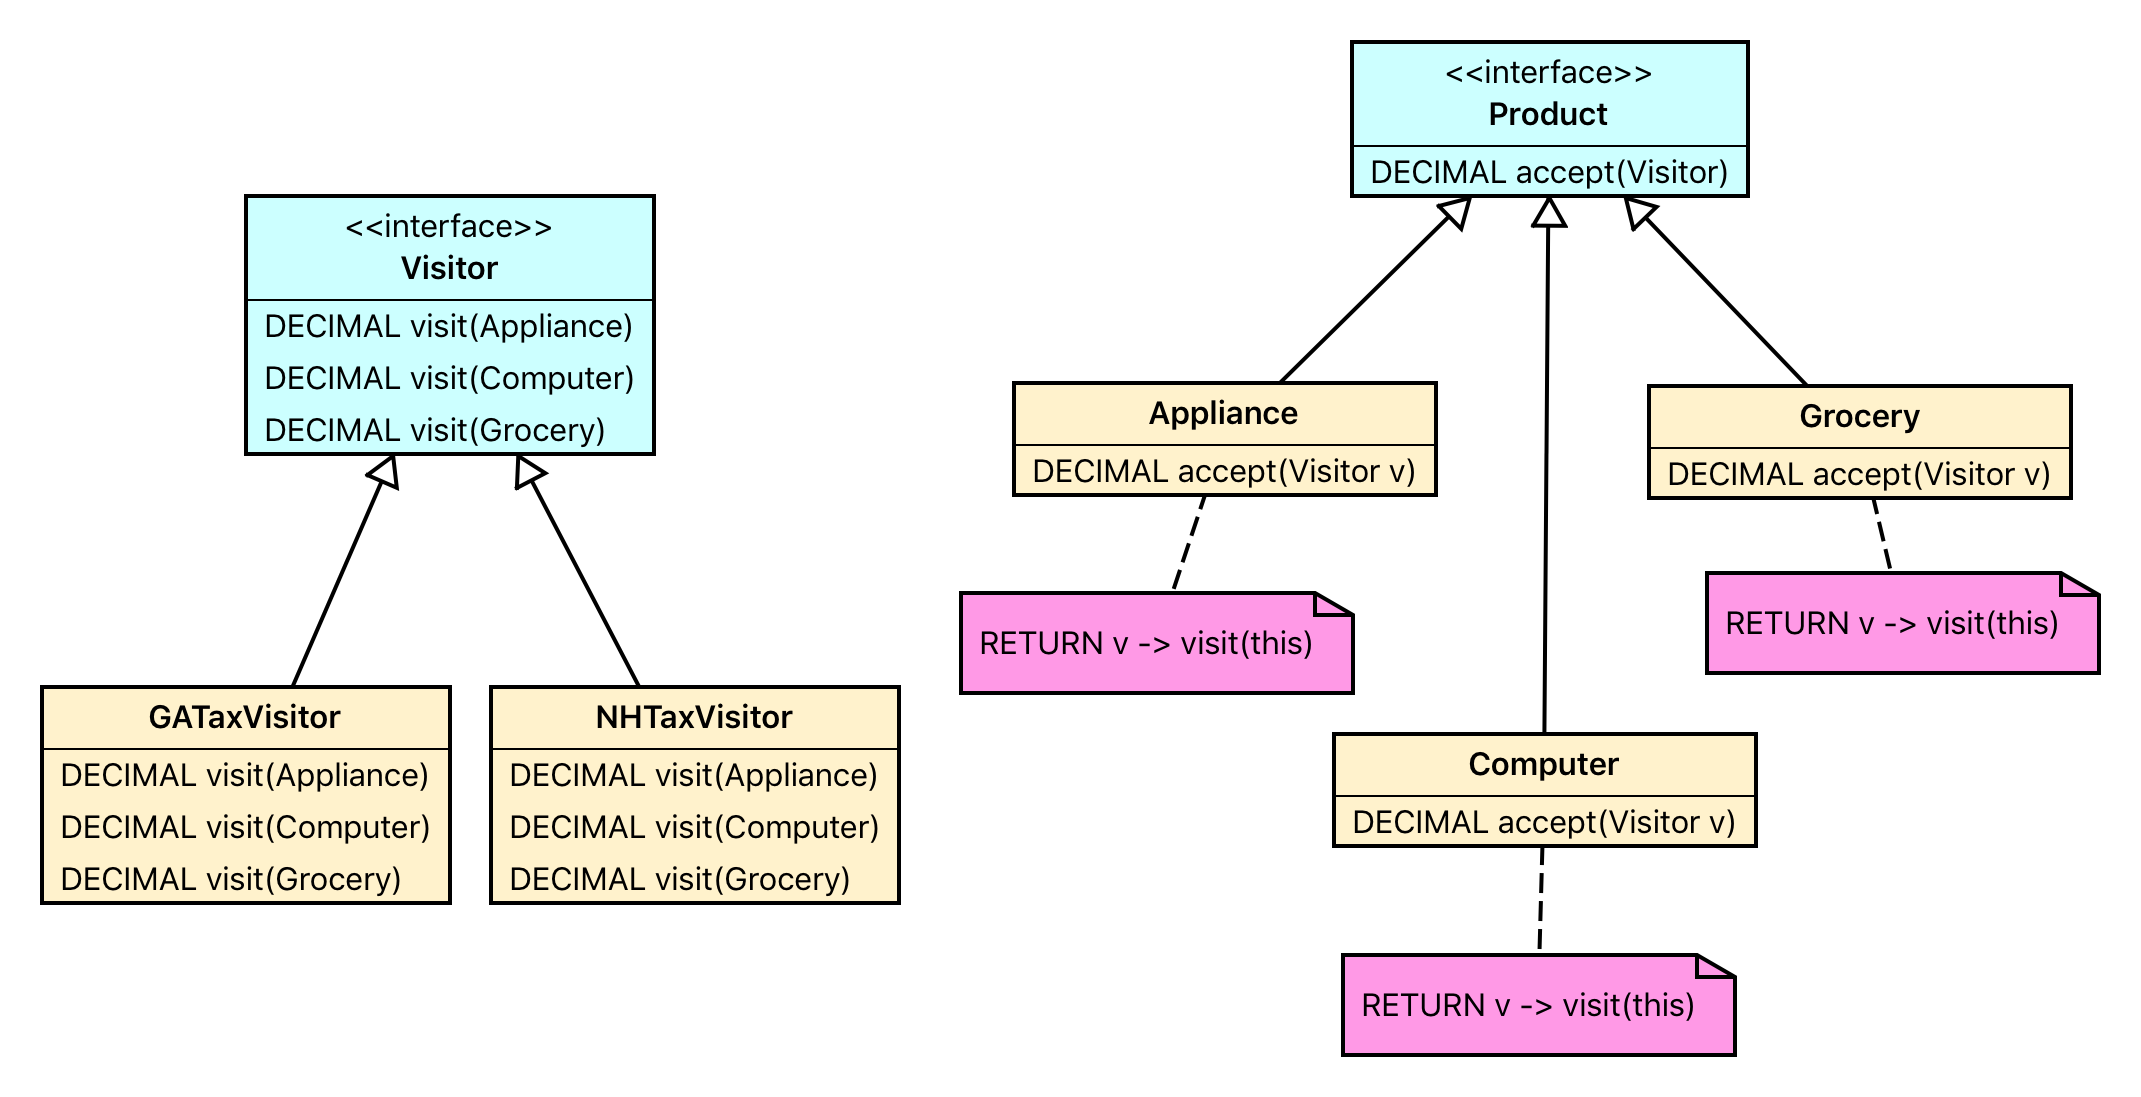 <<interface>>
Visitor
DECIMAL visit(Appliance)
DECIMAL visit(Computer)
DECIMAL visit(Grocery)
GATaxVisitor
DECIMAL visit(Appliance)
DECIMAL visit(Computer)
DECIMAL visit(Grocery)
NHTaxVisitor
DECIMAL visit(Appliance)
DECIMAL visit(Computer)
DECIMAL visit(Grocery)
<<interface>>
Product
DECIMAL accept(Visitor)
Appliance
DECIMAL accept(Visitor v)
RETURN v -> visit(this)
Grocery
DECIMAL accept(Visitor v)
RETURN v -> visit(this)
Computer
DECIMAL accept(Visitor v)
RETURN v -> visit(this)